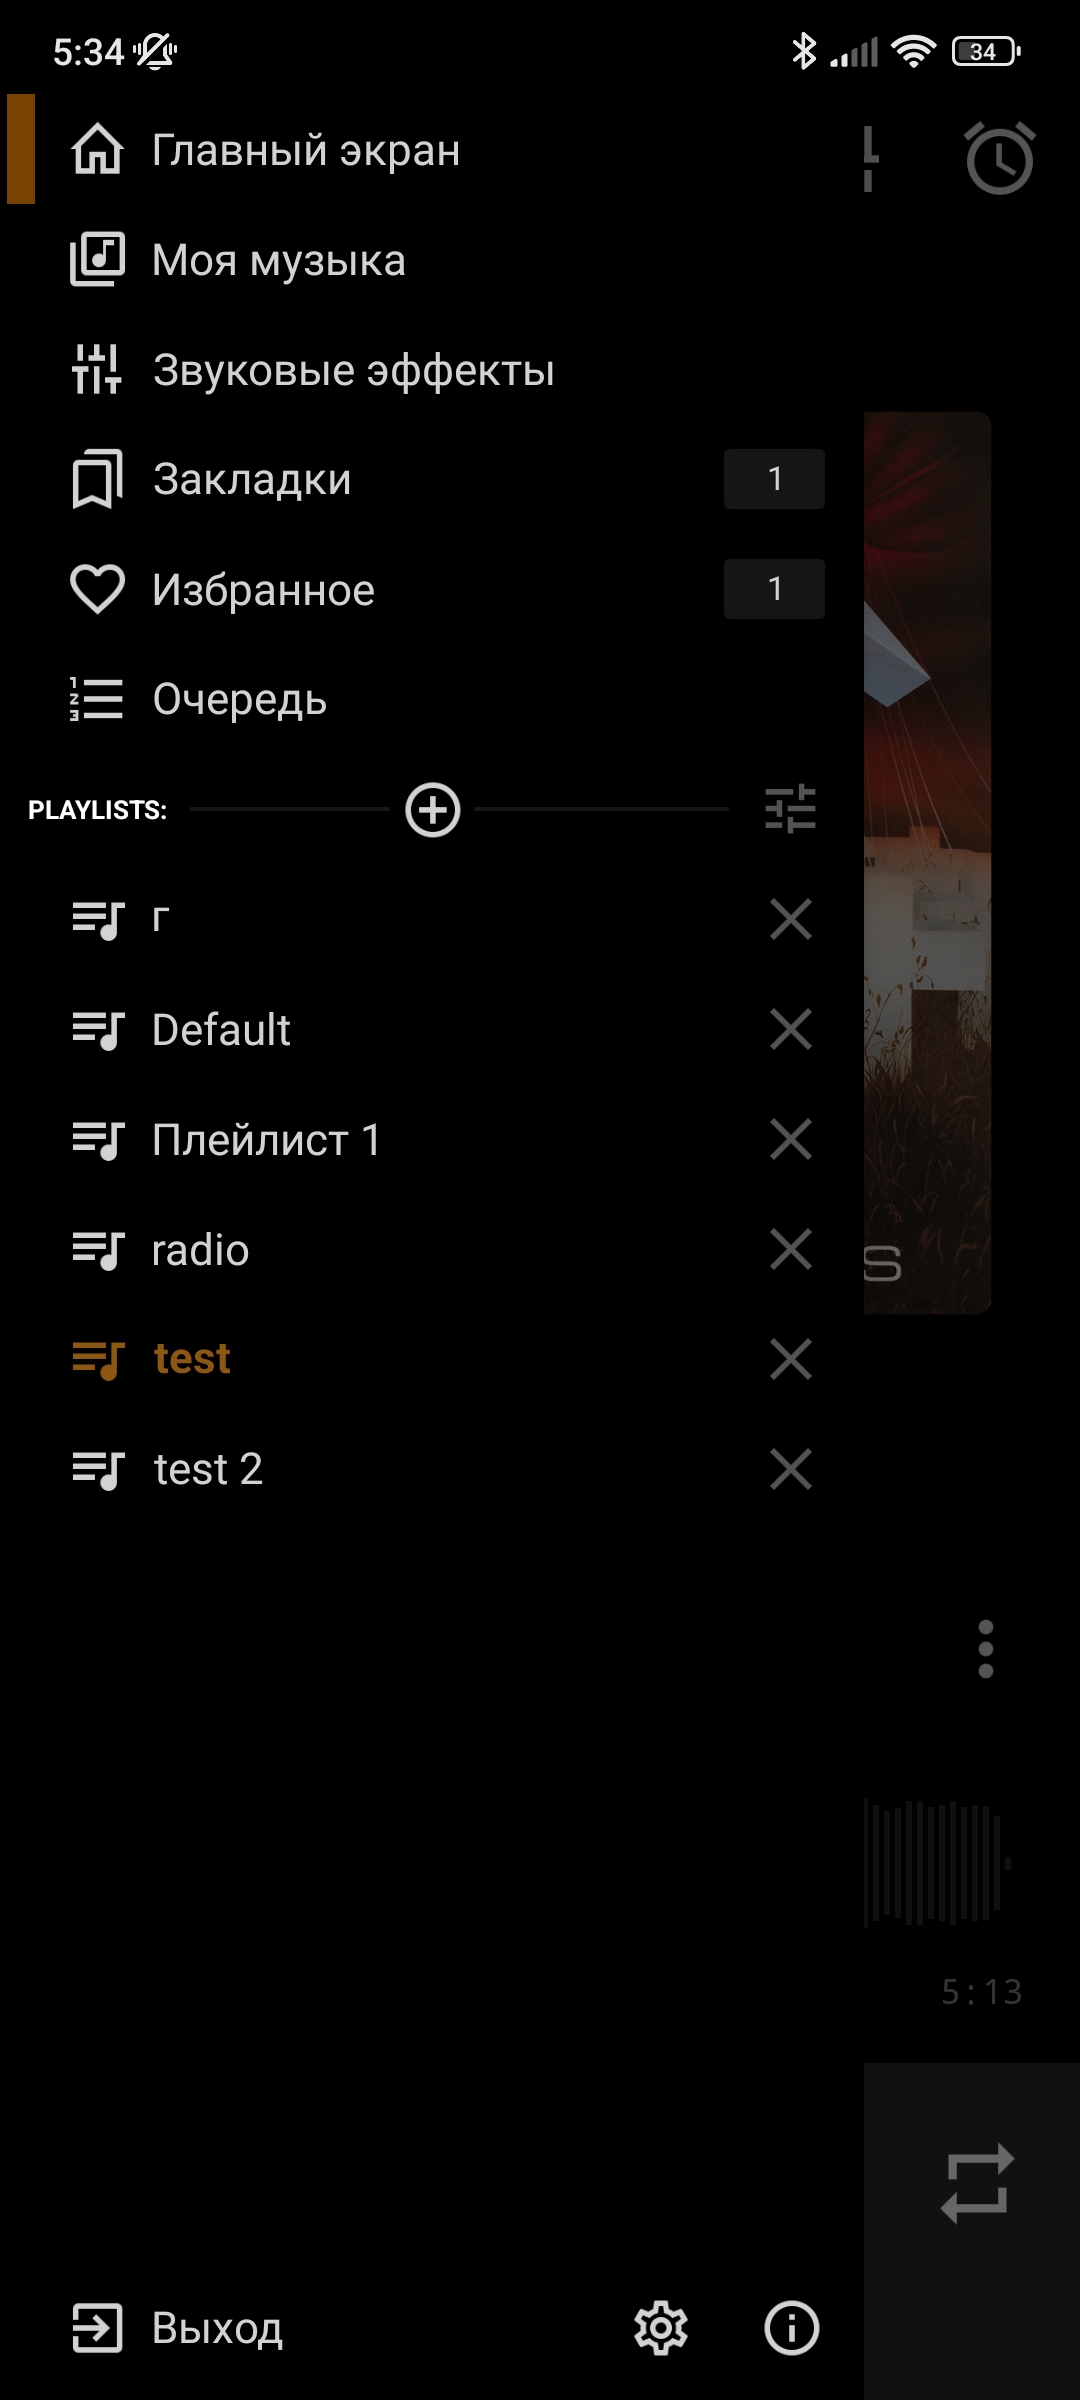 5:34
34
Главный экран
Моя музыка
Звуковые эффекты
Закладки
1
Избранное
1
Очередь
PLAYLISTS:
г
Default
Плейлист 1
radio
test
test 2
S
5:13
Выход